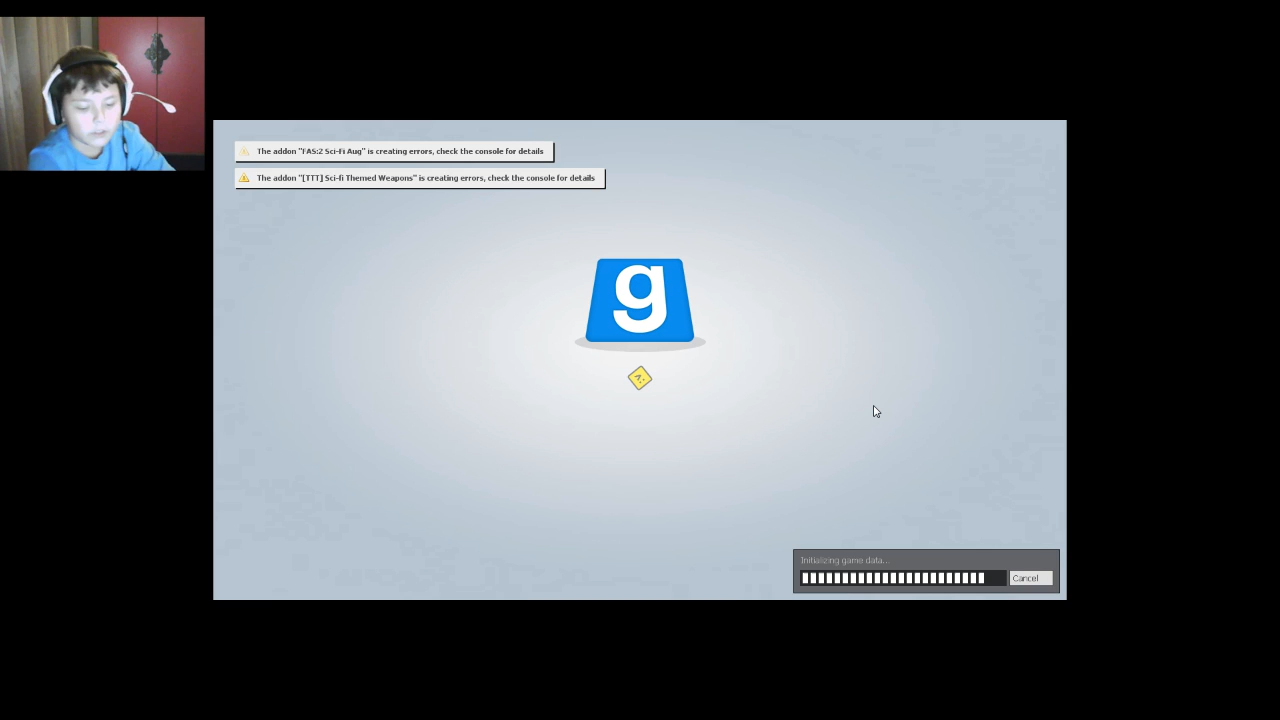 The addon "FAS:2 Sci-Fi Aug" is creating errors, check the console for details
The addon "[TTT] Sci-fi Themed Weapons" is creating errors, check the console for details
g
Initializing game data...
Cancel